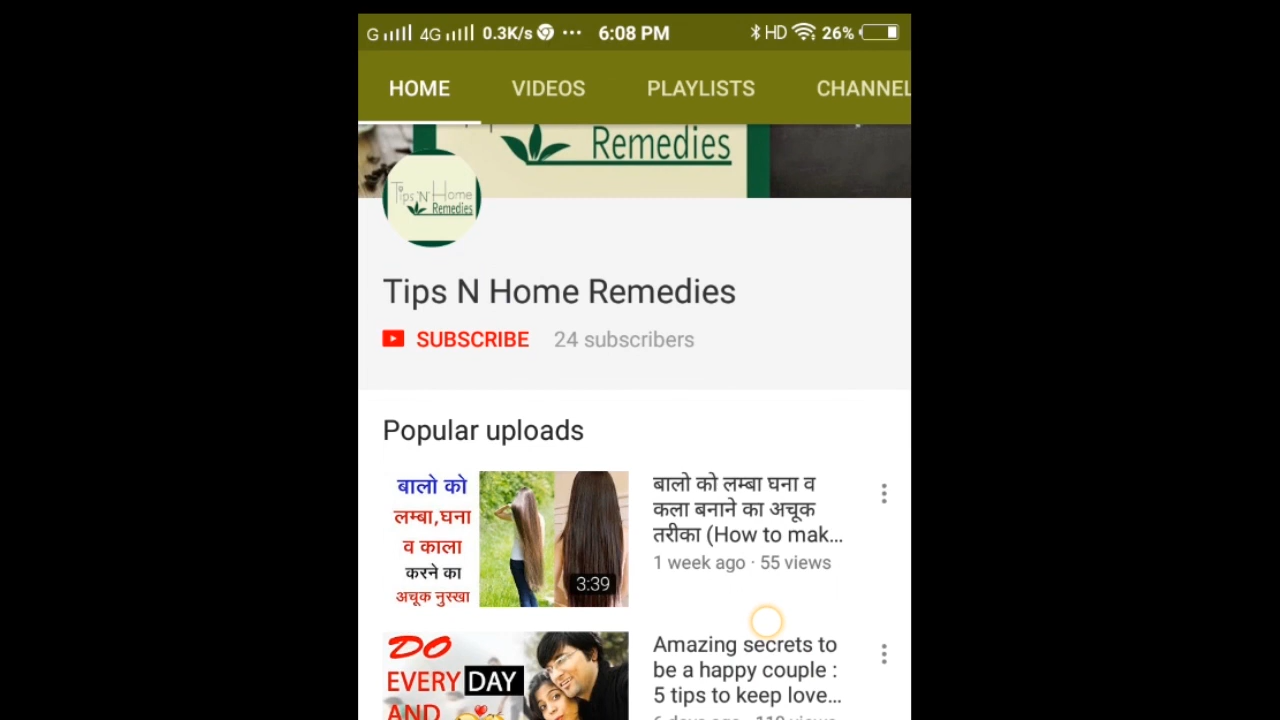 G 4G 0.3K/s ... 6:08 PM HD 26%
HOME VIDEOS PLAYLISTS CHANNEL
Remedies
Tips 'N' Home
Remedies
Tips N Home Remedies
SUBSCRIBE 24 subscribers
Popular uploads
बालो को
लम्बा,घना
व काला
करने का
अचूक नुस्खा
3:39
बालो को लम्बा घना व
कला बनाने का अचूक
तरीका (How to mak...
1 week ago · 55 views
DO
EVERY DAY
AND
Amazing secrets to
be a happy couple :
5 tips to keep love...